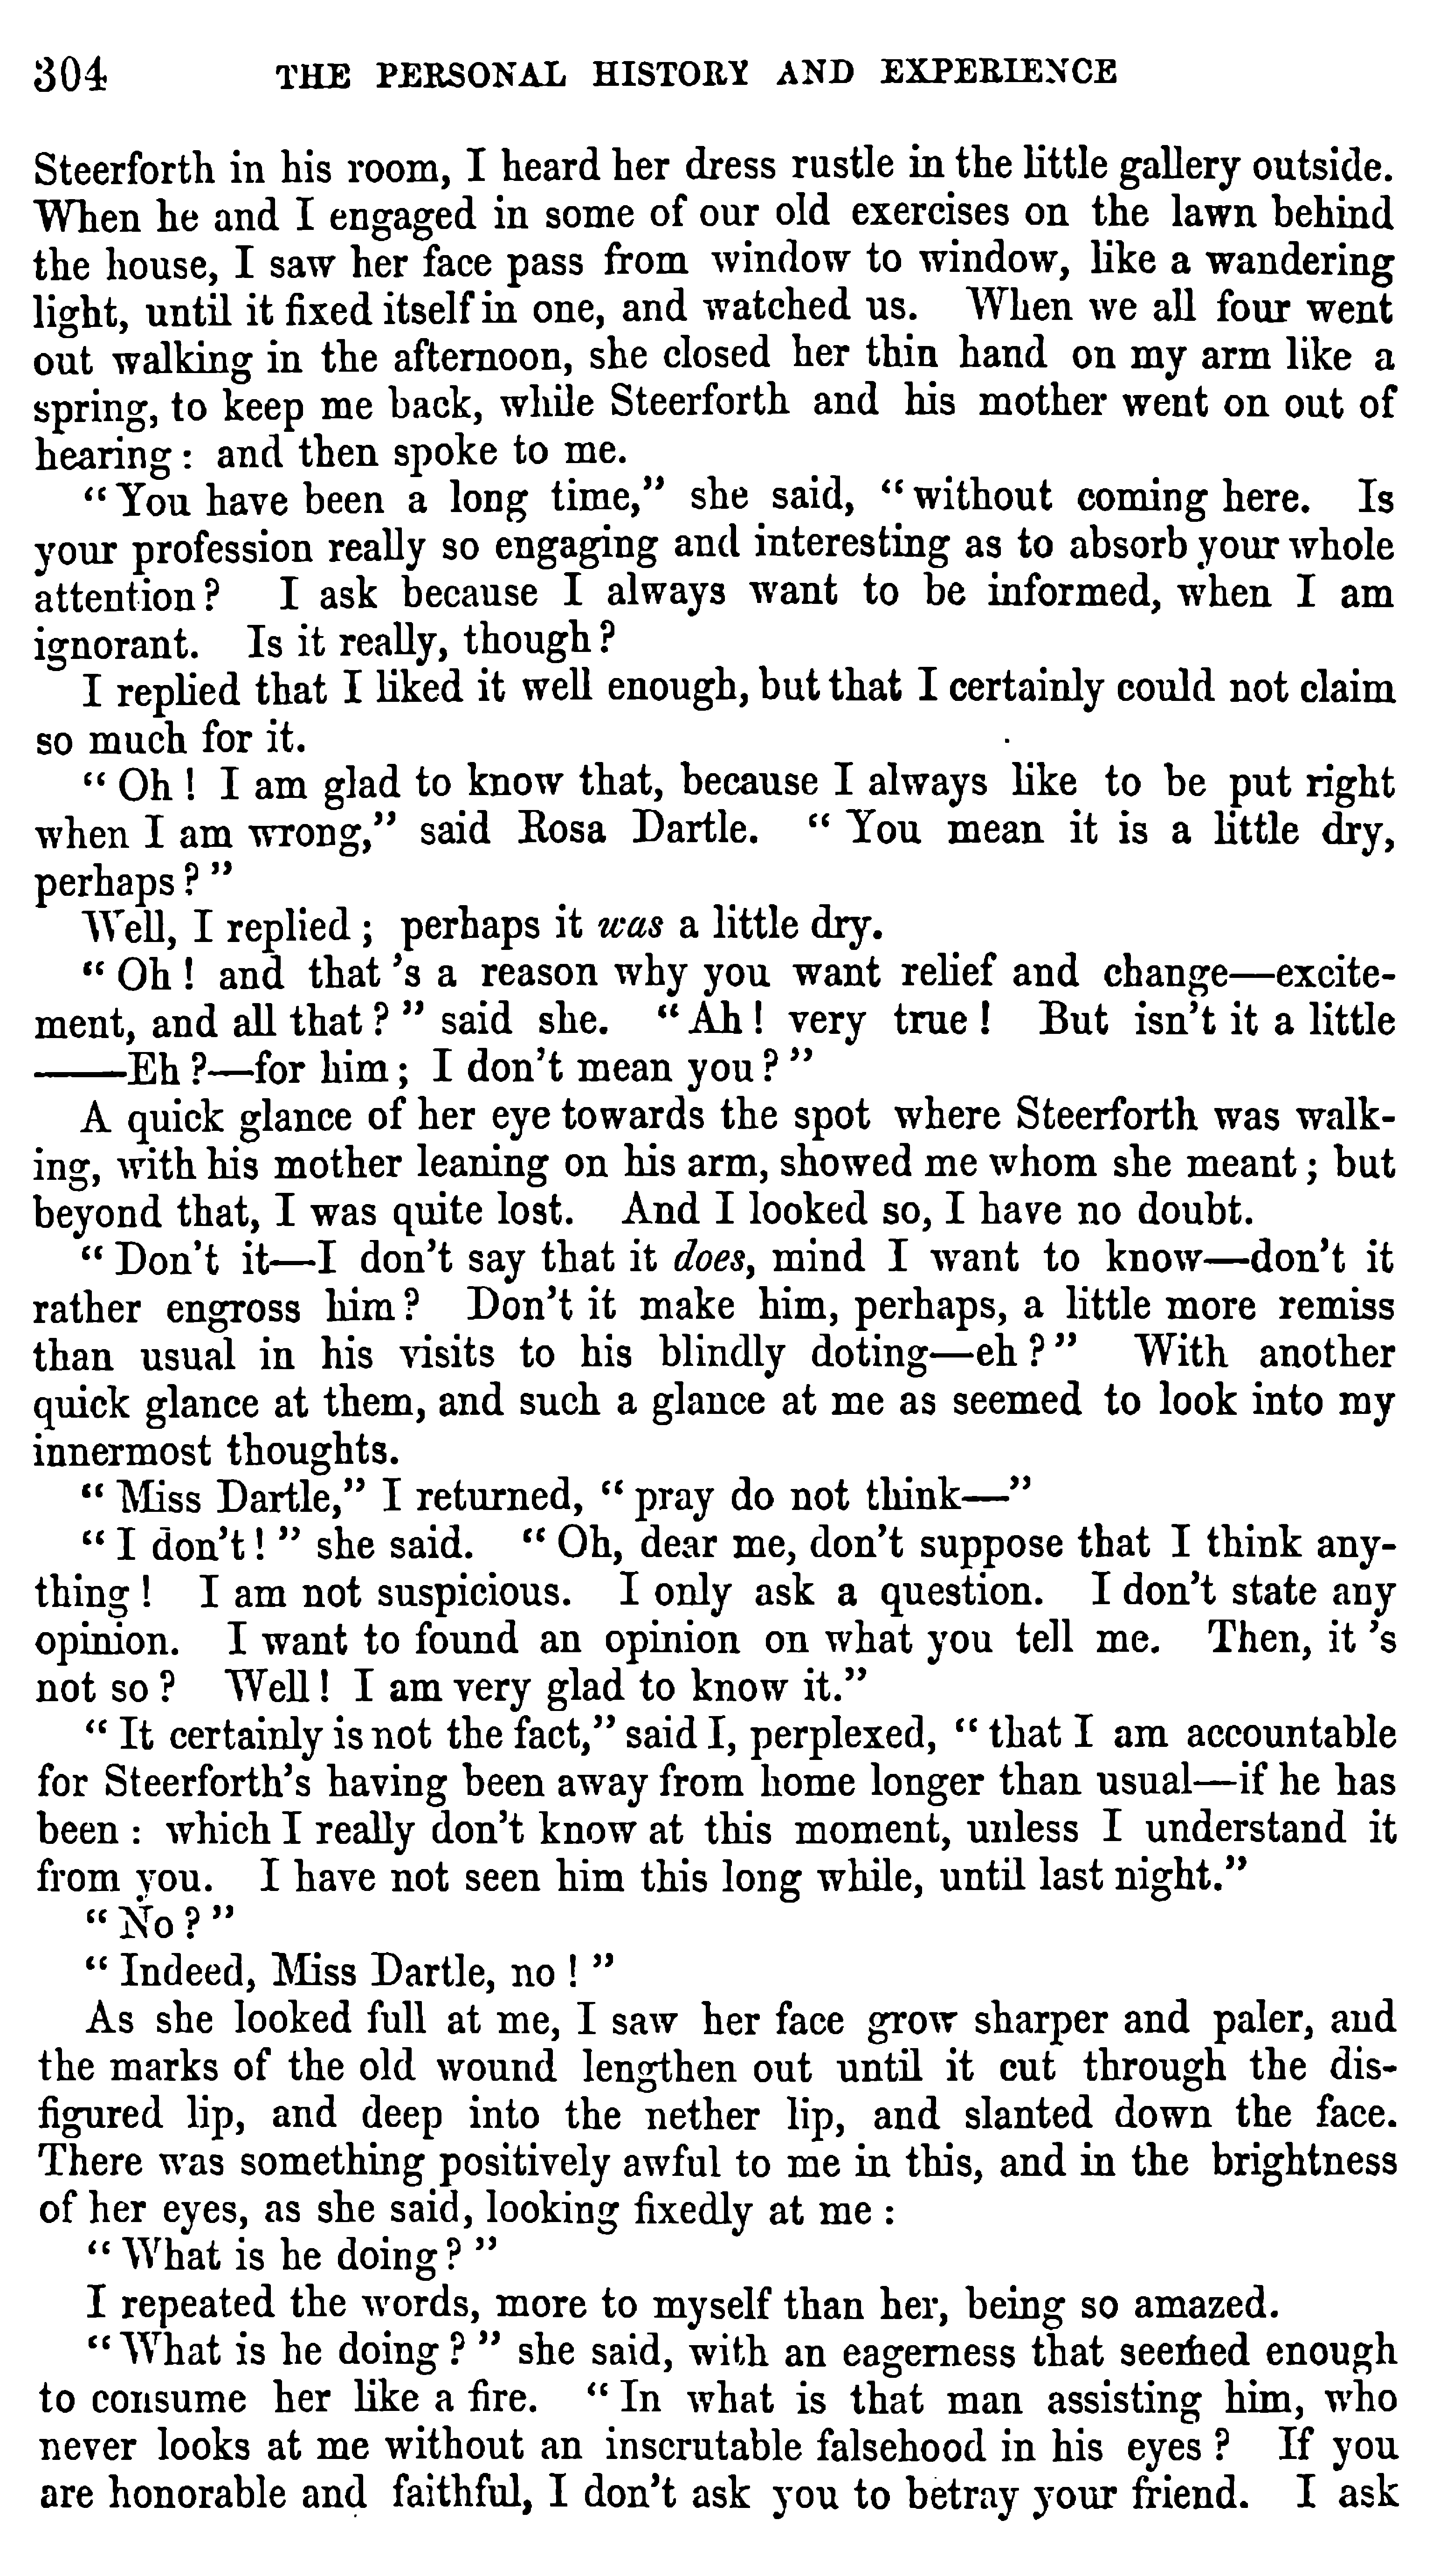 304 THE PERSONAL HISTORY AND EXPERIENCE
Steerforth in his room, I heard her dress rustle in the little gallery outside.
When he and I engaged in some of our old exercises on the lawn behind
the house, I saw her face pass from window to window, like a wandering
light, until it fixed itself in one, and watched us. When we all four went
out walking in the afternoon, she closed her thin hand on my arm like a
spring, to keep me back, while Steerforth and his mother went on out of
hearing: and then spoke to me.
"You have been a long time," she said, "without coming here. Is
your profession really so engaging and interesting as to absorb your whole
attention? I ask because I always want to be informed, when I am
ignorant. Is it really, though?
I replied that I liked it well enough, but that I certainly could not claim
so much for it.
"Oh! I am glad to know that, because I always like to be put right
when I am wrong," said Rosa Dartle. "You mean it is a little dry,
perhaps?"
Well, I replied; perhaps it was a little dry.
"Oh! and that 's a reason why you want relief and change—excite-
ment, and all that?" said she. "Ah! very true! But isn't it a little
——Eh?—for him; I don't mean you?"
A quick glance of her eye towards the spot where Steerforth was walk-
ing, with his mother leaning on his arm, showed me whom she meant; but
beyond that, I was quite lost. And I looked so, I have no doubt.
"Don't it—I don't say that it does, mind I want to know—don't it
rather engross him? Don't it make him, perhaps, a little more remiss
than usual in his visits to his blindly doting—eh?" With another
quick glance at them, and such a glance at me as seemed to look into my
innermost thoughts.
"Miss Dartle," I returned, "pray do not think—"
"I don't!" she said. "Oh, dear me, don't suppose that I think any-
thing! I am not suspicious. I only ask a question. I don't state any
opinion. I want to found an opinion on what you tell me. Then, it 's
not so? Well! I am very glad to know it."
"It certainly is not the fact," said I, perplexed, "that I am accountable
for Steerforth's having been away from home longer than usual—if he has
been: which I really don't know at this moment, unless I understand it
from you. I have not seen him this long while, until last night."
"No?"
"Indeed, Miss Dartle, no!"
As she looked full at me, I saw her face grow sharper and paler, and
the marks of the old wound lengthen out until it cut through the dis-
figured lip, and deep into the nether lip, and slanted down the face.
There was something positively awful to me in this, and in the brightness
of her eyes, as she said, looking fixedly at me:
"What is he doing?"
I repeated the words, more to myself than her, being so amazed.
"What is he doing?" she said, with an eagerness that seemed enough
to consume her like a fire. "In what is that man assisting him, who
never looks at me without an inscrutable falsehood in his eyes? If you
are honorable and faithful, I don't ask you to betray your friend. I ask